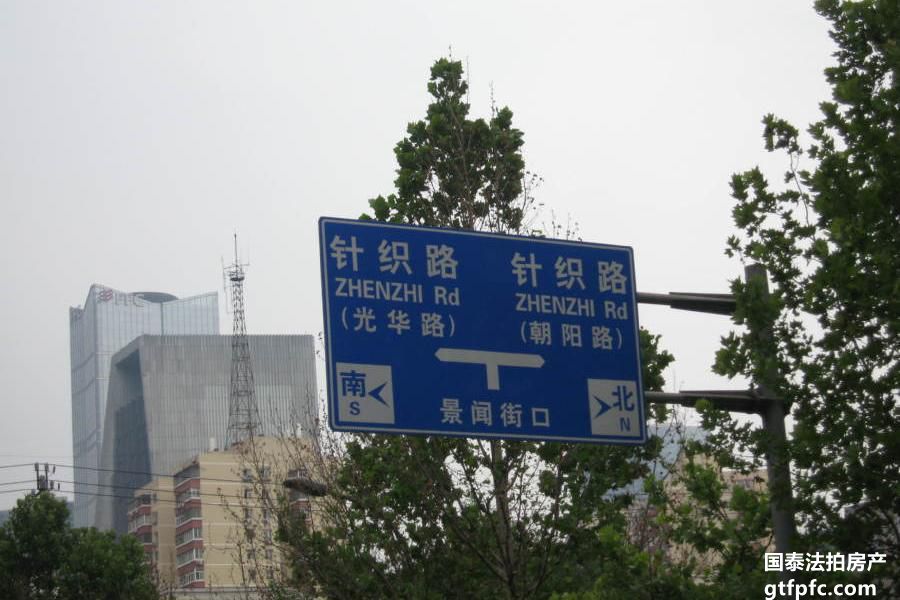 针织路
ZHENZHI Rd
(光华路)
针织路
ZHENZHI Rd
(朝阳路)
南
S
景闻街口
北
N
国泰法拍房产
gtfpfc.com